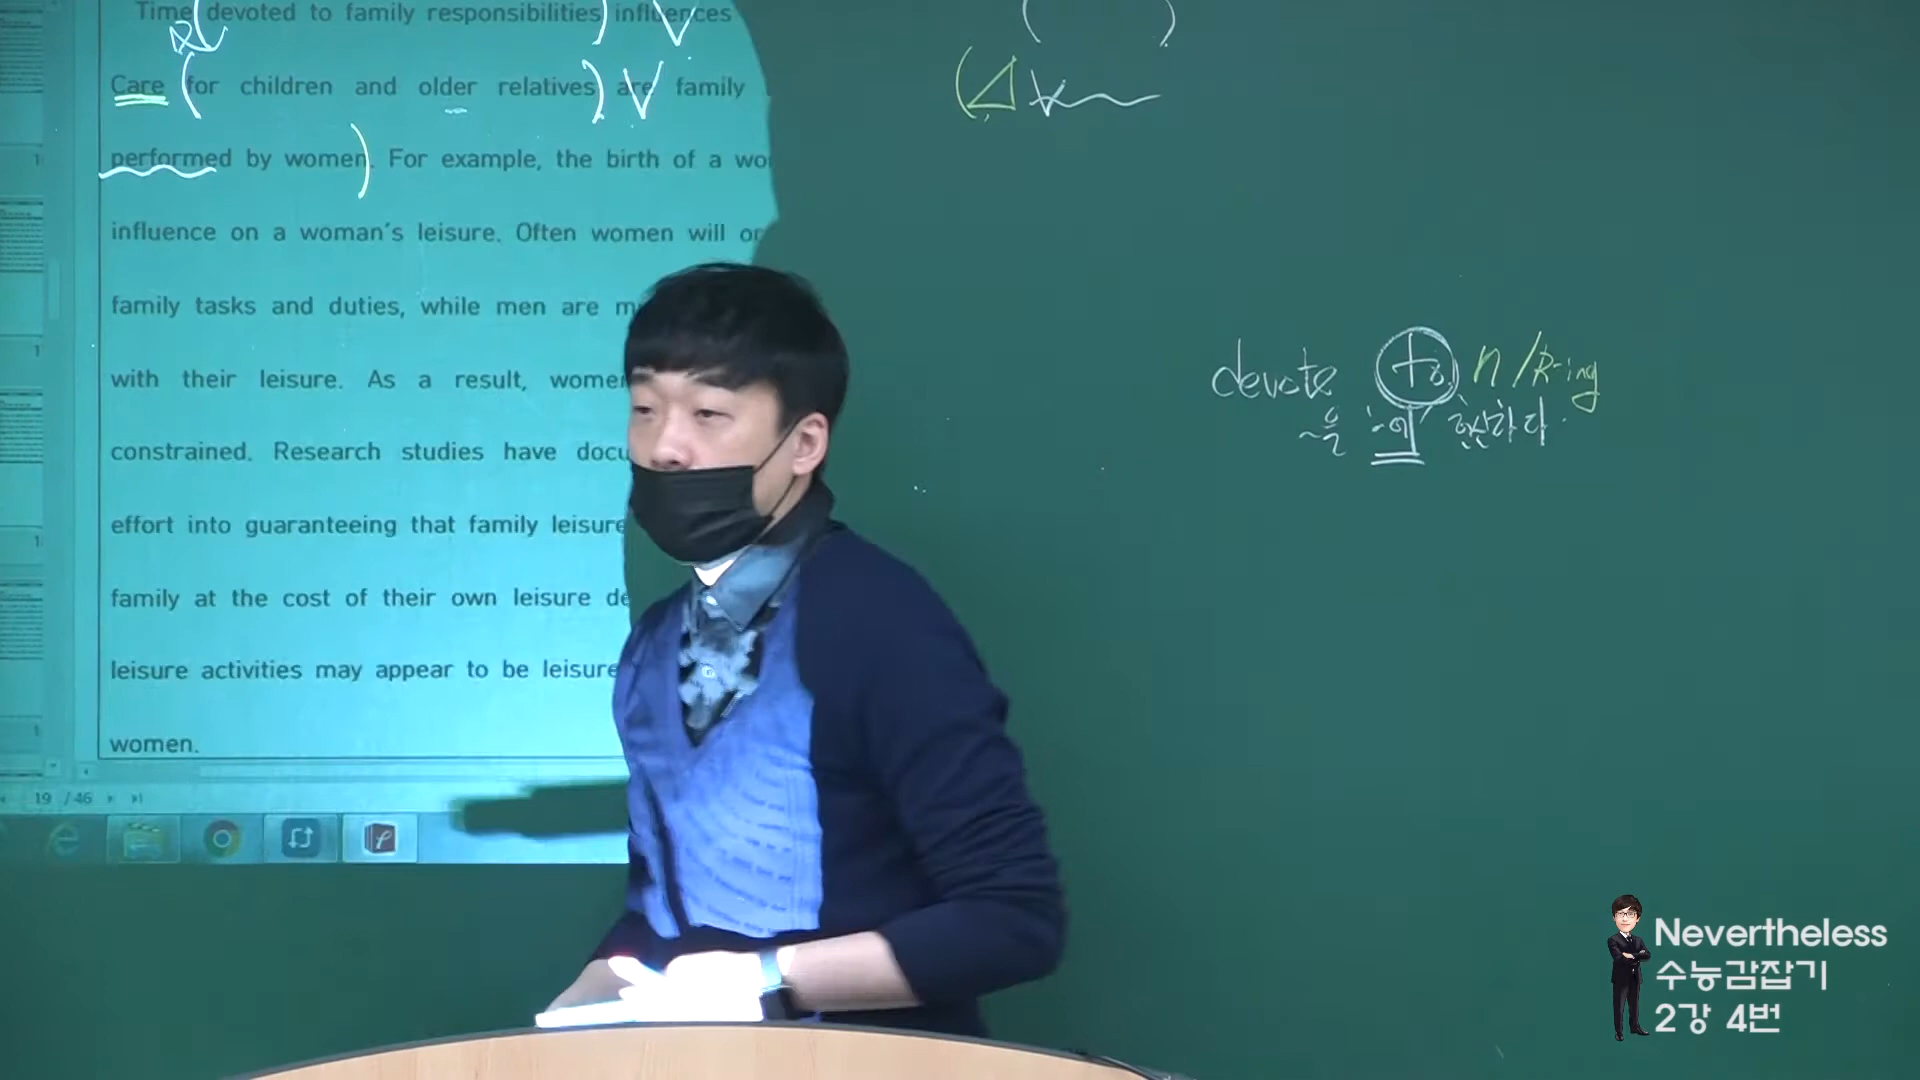 Time devoted to family responsibilities influences
Care for children and older relatives are family
performed by women. For example, the birth of a wo
influence on a woman's leisure. Often women will or
family tasks and duties, while men are m
with their leisure. As a result, women
constrained. Research studies have docu
effort into guaranteeing that family leisure
family at the cost of their own leisure de
leisure activities may appear to be leisure
women.
19 / 46
devote to n / R-ing
~을 ~에 헌신하다.
Nevertheless
수능감잡기
2강 4번